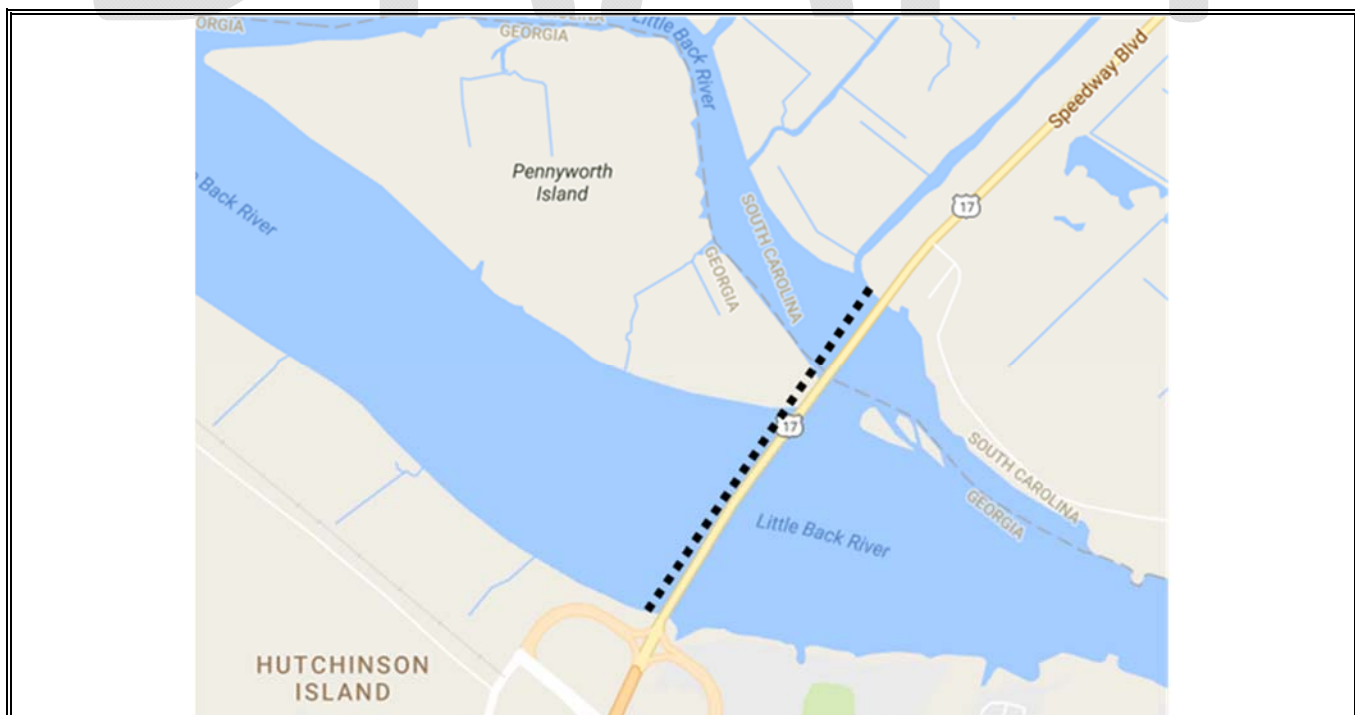 ORGIA
GEORGIA
Little Back River
Speedway Blvd
Pennyworth
Island
Back River
17
SOUTH CAROLINA
GEORGIA
17
Little Back River
SOUTH CAROLINA
GEORGIA
HUTCHINSON
ISLAND